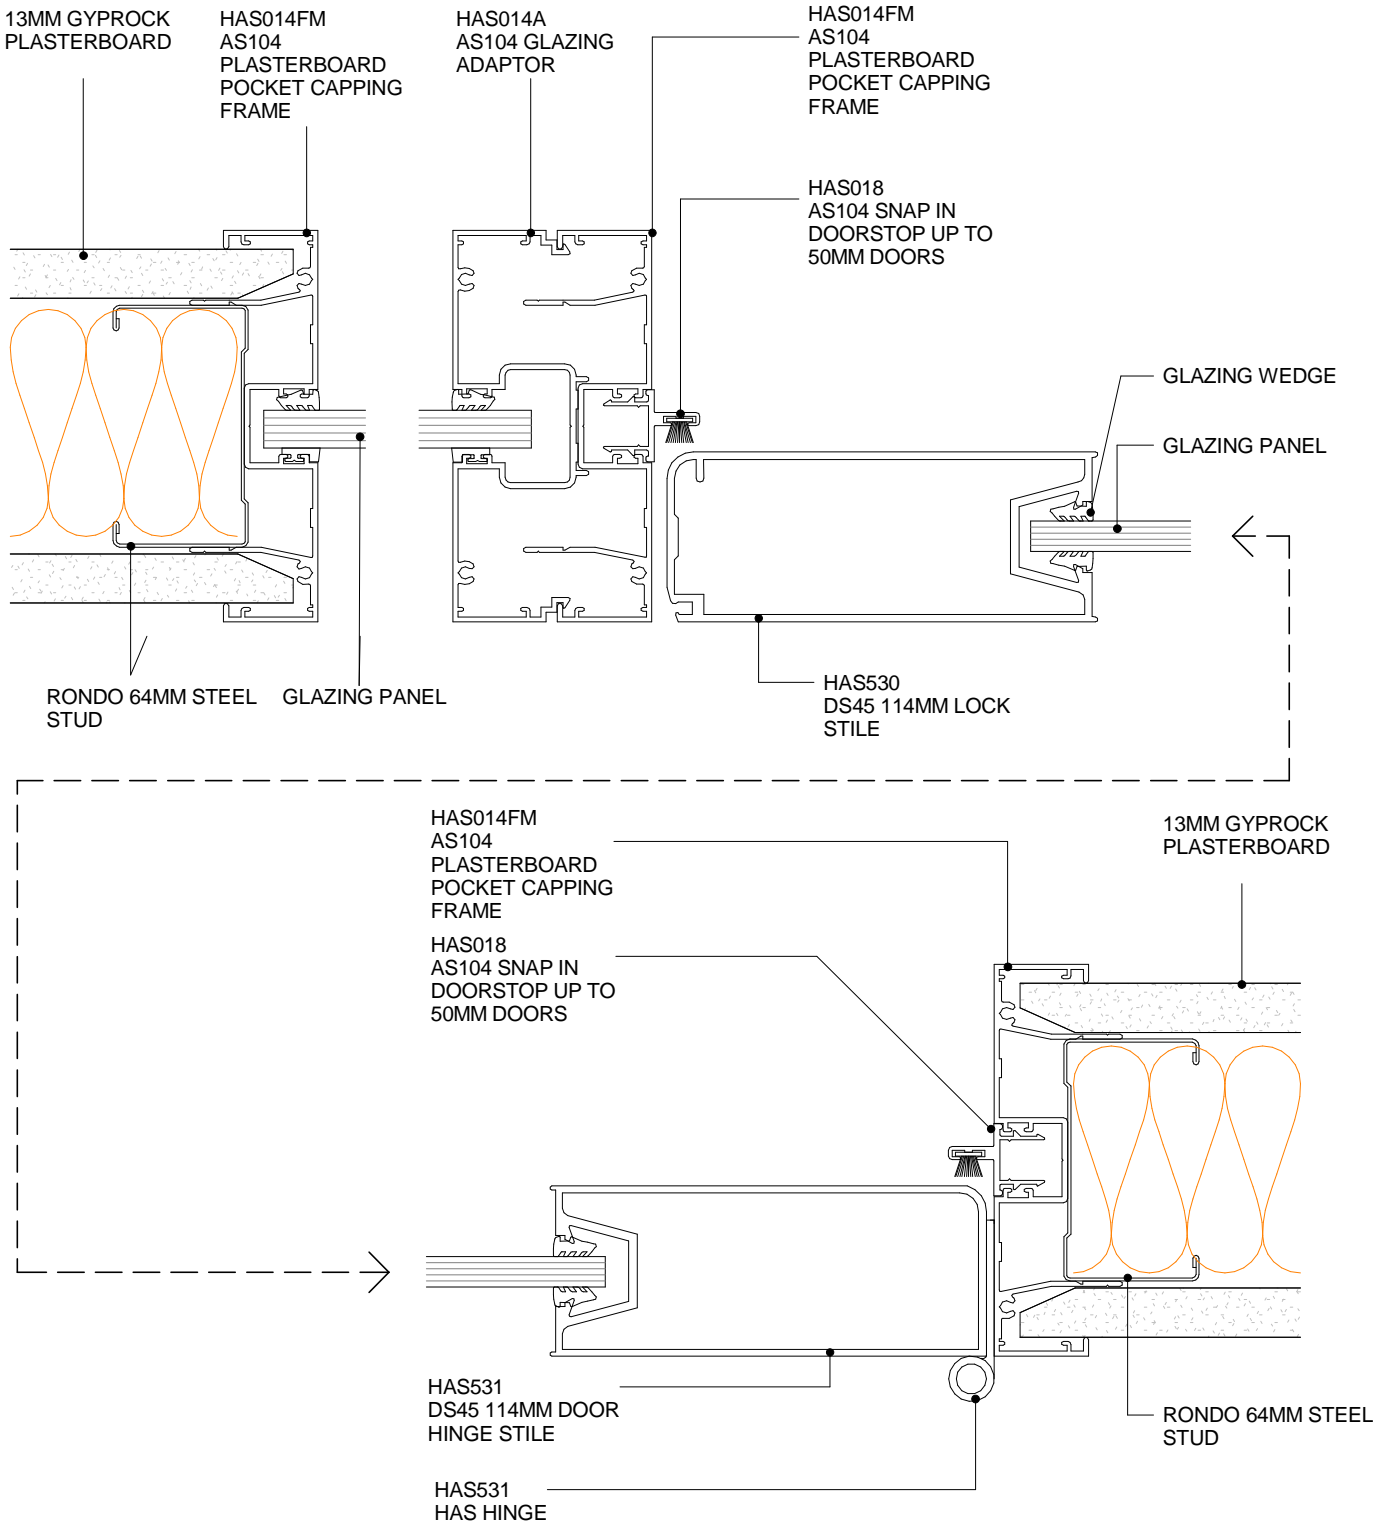 13MM GYPROCK
PLASTERBOARD
HAS014FM
AS104
PLASTERBOARD
POCKET CAPPING
FRAME
HAS014A
AS104 GLAZING
ADAPTOR
HAS014FM
AS104
PLASTERBOARD
POCKET CAPPING
FRAME
HAS018
AS104 SNAP IN
DOORSTOP UP TO
50MM DOORS
GLAZING WEDGE
GLAZING PANEL
RONDO 64MM STEEL
STUD
GLAZING PANEL
HAS530
DS45 114MM LOCK
STILE
HAS014FM
AS104
PLASTERBOARD
POCKET CAPPING
FRAME
13MM GYPROCK
PLASTERBOARD
HAS018
AS104 SNAP IN
DOORSTOP UP TO
50MM DOORS
HAS531
DS45 114MM DOOR
HINGE STILE
RONDO 64MM STEEL
STUD
HAS531
HAS HINGE